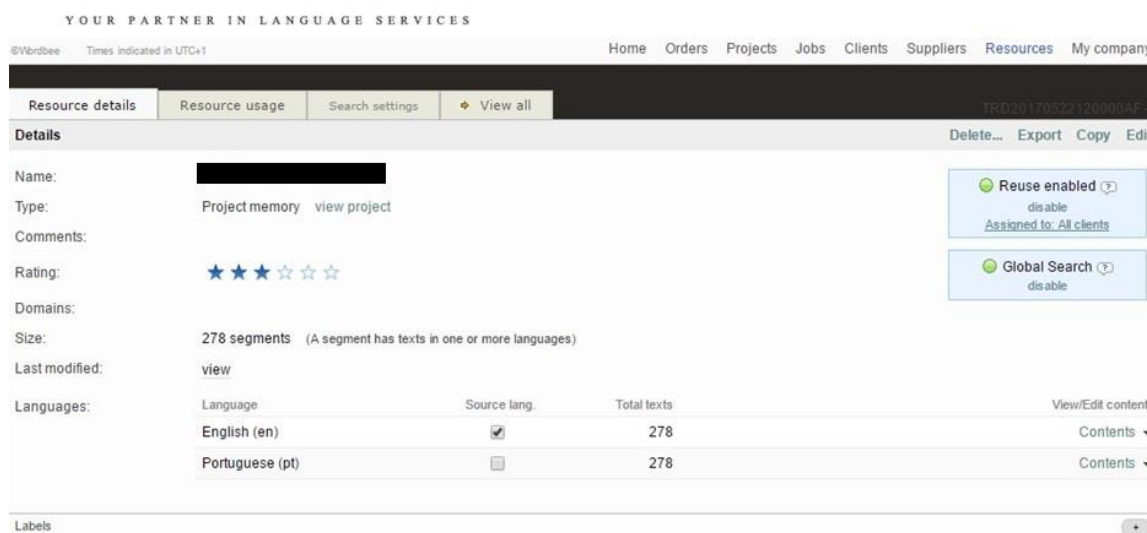 YOUR PARTNER IN LANGUAGE SERVICES
©Wordbee Times indicated in UTC+1
Home Orders Projects Jobs Clients Suppliers Resources My company
Resource details Resource usage Search settings View all
TRD20170522120000AF
Details Delete... Export Copy Edi
Name:
Reuse enabled ?
Type: Project memory view project
disable
Assigned to: All clients
Comments:
Rating:
Global Search ?
disable
Domains:
Size: 278 segments (A segment has texts in one or more languages)
Last modified: view
Languages: Language Source lang. Total texts View/Edit content
English (en) 278 Contents
Portuguese (pt) 278 Contents
Labels +